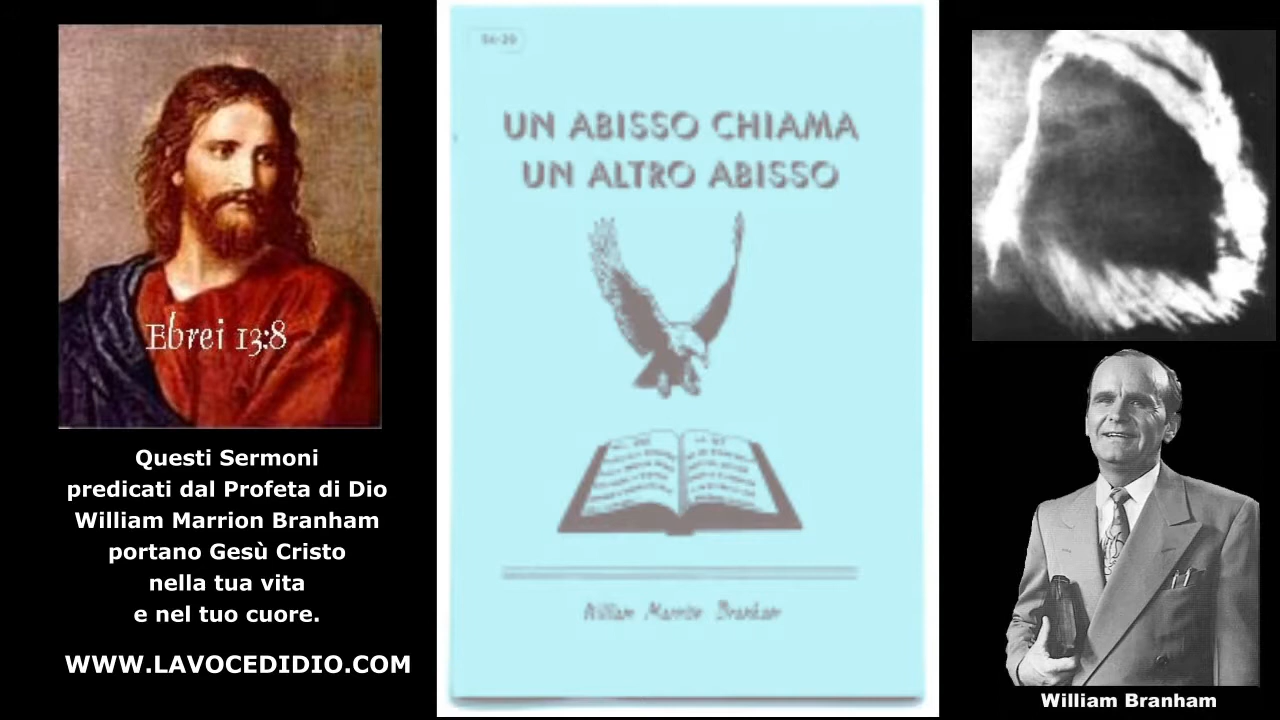 Ebrei 13:8
Questi Sermoni
predicati dal Profeta di Dio
William Marrion Branham
portano Gesù Cristo
nella tua vita
e nel tuo cuore.
WWW.LAVOCEDIDIO.COM
UN ABISSO CHIAMA
UN ALTRO ABISSO
William Marrion Branham
William Branham